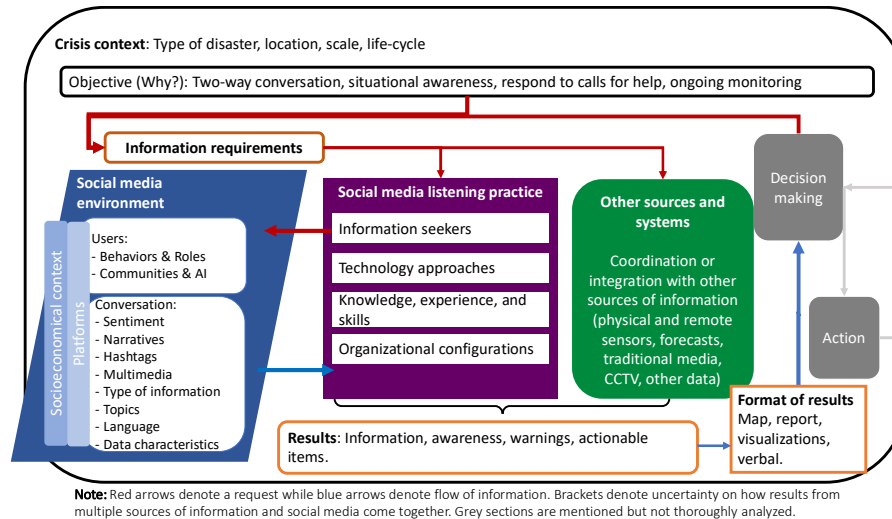 Crisis context: Type of disaster, location, scale, life-cycle
Objective (Why?): Two-way conversation, situational awareness, respond to calls for help, ongoing monitoring
Information requirements
Decision
making
Social media
environment
Socioeconomical context
Platforms
Users:
- Behaviors & Roles
- Communities & AI
Conversation:
- Sentiment
- Narratives
- Hashtags
- Multimedia
- Type of information
- Topics
- Language
- Data characteristics
Social media listening practice
Information seekers
Technology approaches
Knowledge, experience, and
skills
Organizational configurations
Other sources and
systems
Coordination or
integration with other
sources of information
(physical and remote
sensors, forecasts,
traditional media,
CCTV, other data)
Action
Results: Information, awareness, warnings, actionable
items.
Format of results
Map, report,
visualizations,
verbal.
Note: Red arrows denote a request while blue arrows denote flow of information. Brackets denote uncertainty on how results from
multiple sources of information and social media come together. Grey sections are mentioned but not thoroughly analyzed.